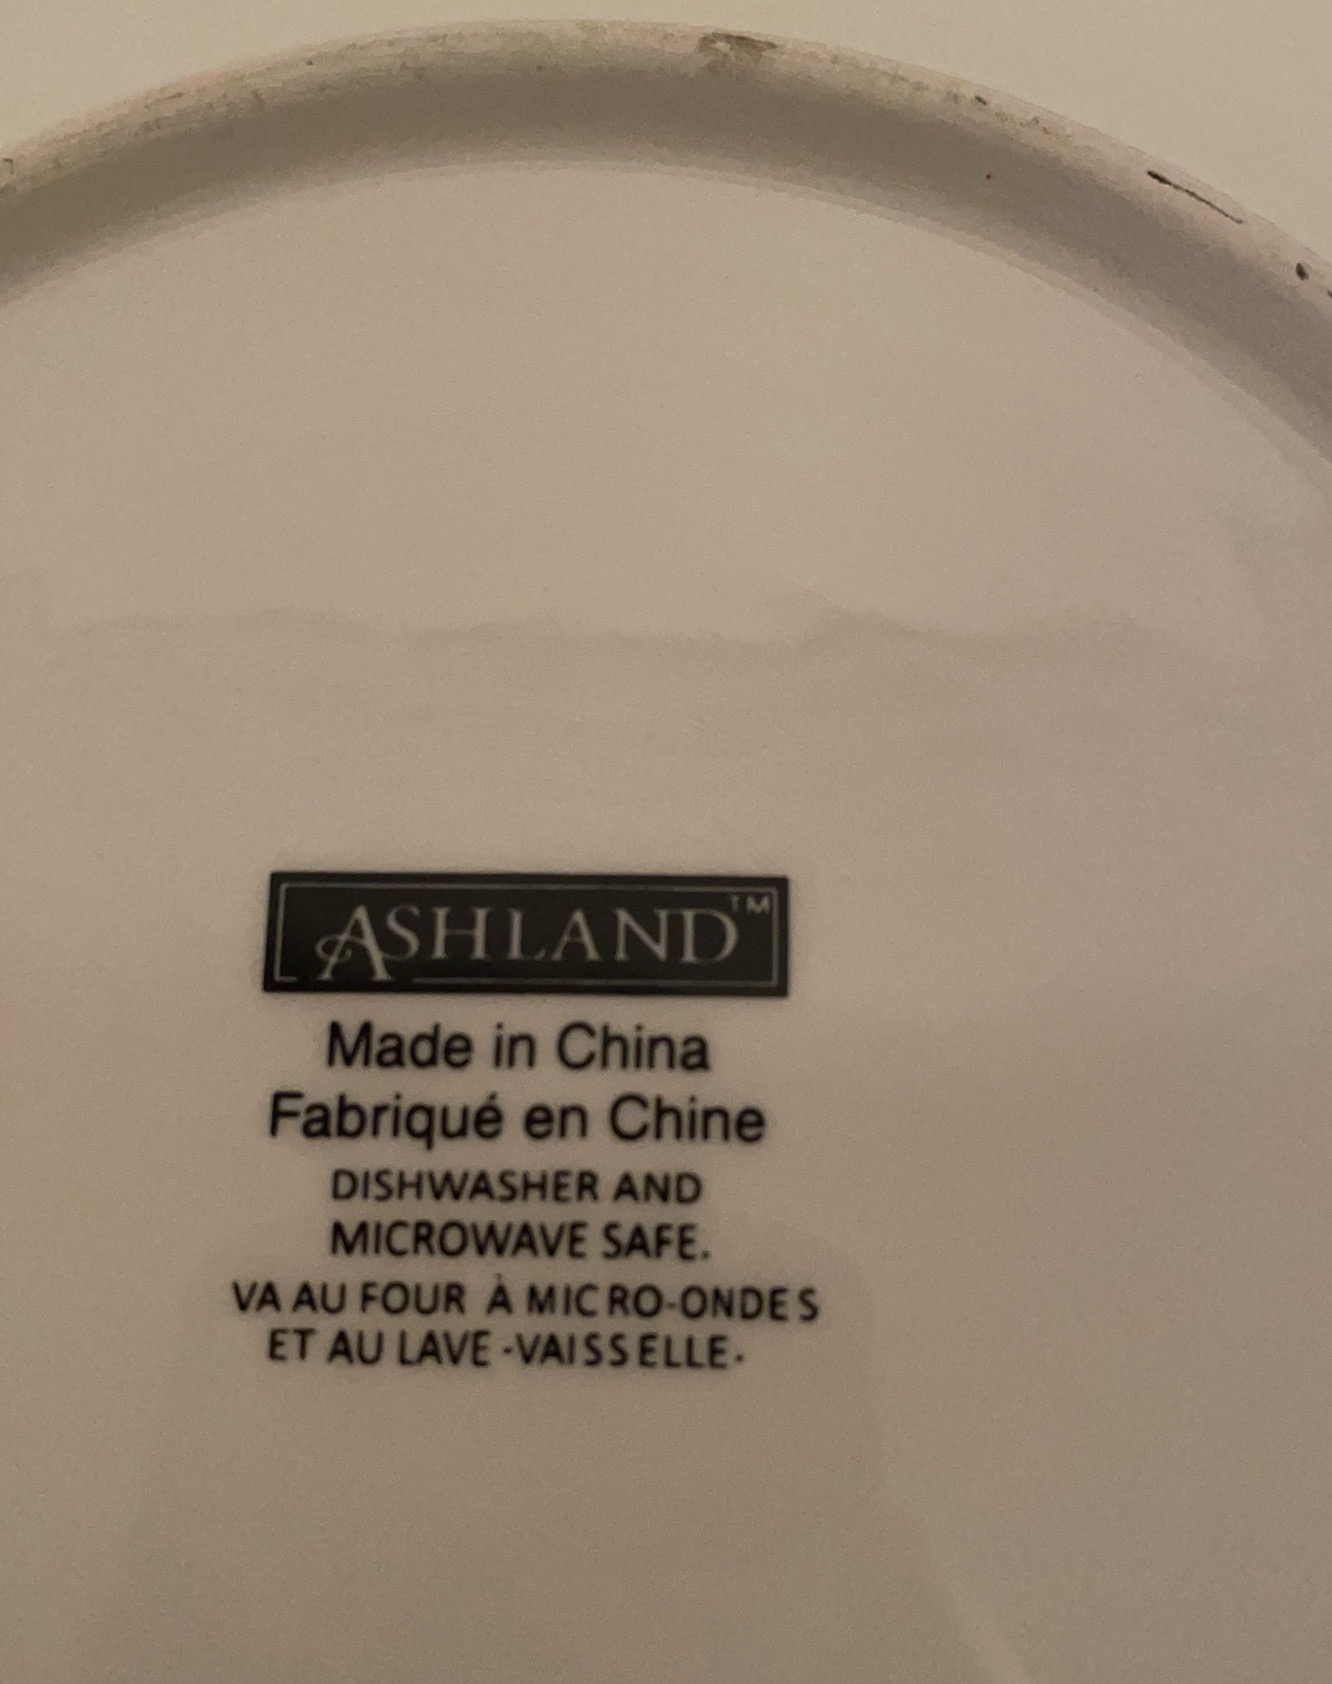 ASHLAND™
Made in China
Fabriqué en Chine
DISHWASHER AND
MICROWAVE SAFE.
VA AU FOUR À MICRO-ONDES
ET AU LAVE-VAISSELLE.